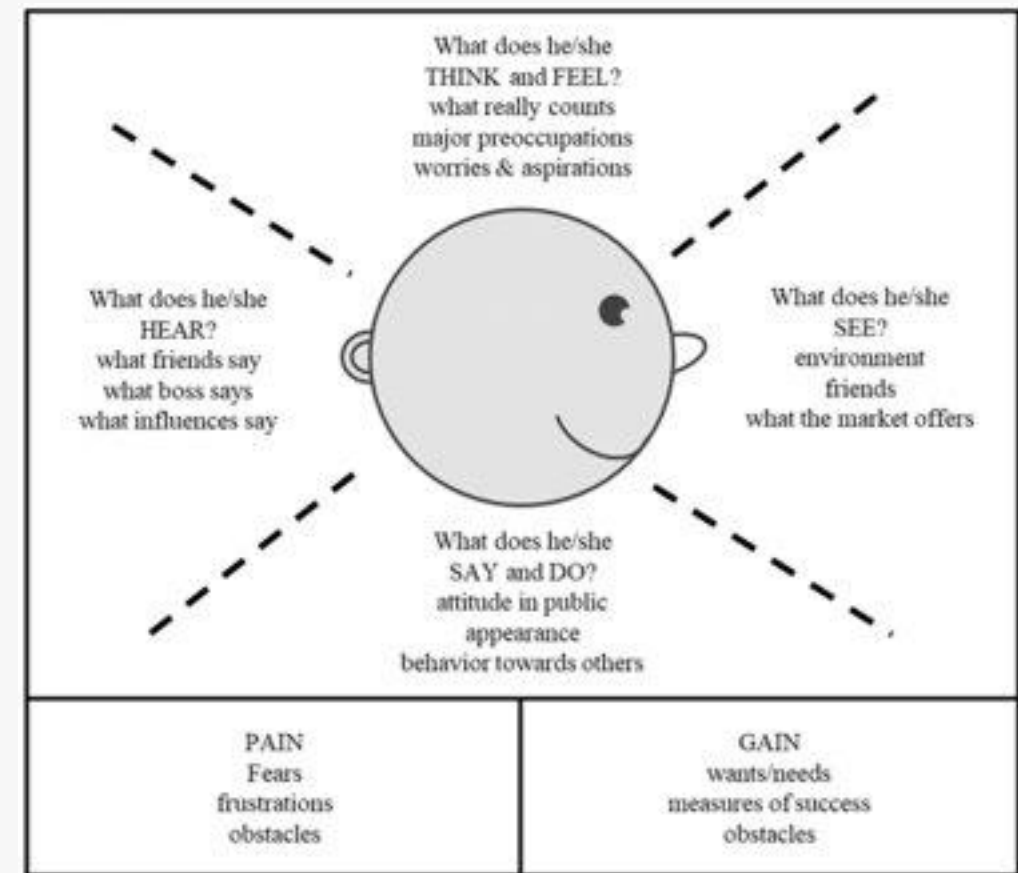 What does he/she
THINK and FEEL?
what really counts
major preoccupations
worries & aspirations
What does he/she
HEAR?
what friends say
what boss says
what influences say
What does he/she
SEE?
environment
friends
what the market offers
What does he/she
SAY and DO?
attitude in public
appearance
behavior towards others
PAIN
Fears
frustrations
obstacles
GAIN
wants/needs
measures of success
obstacles